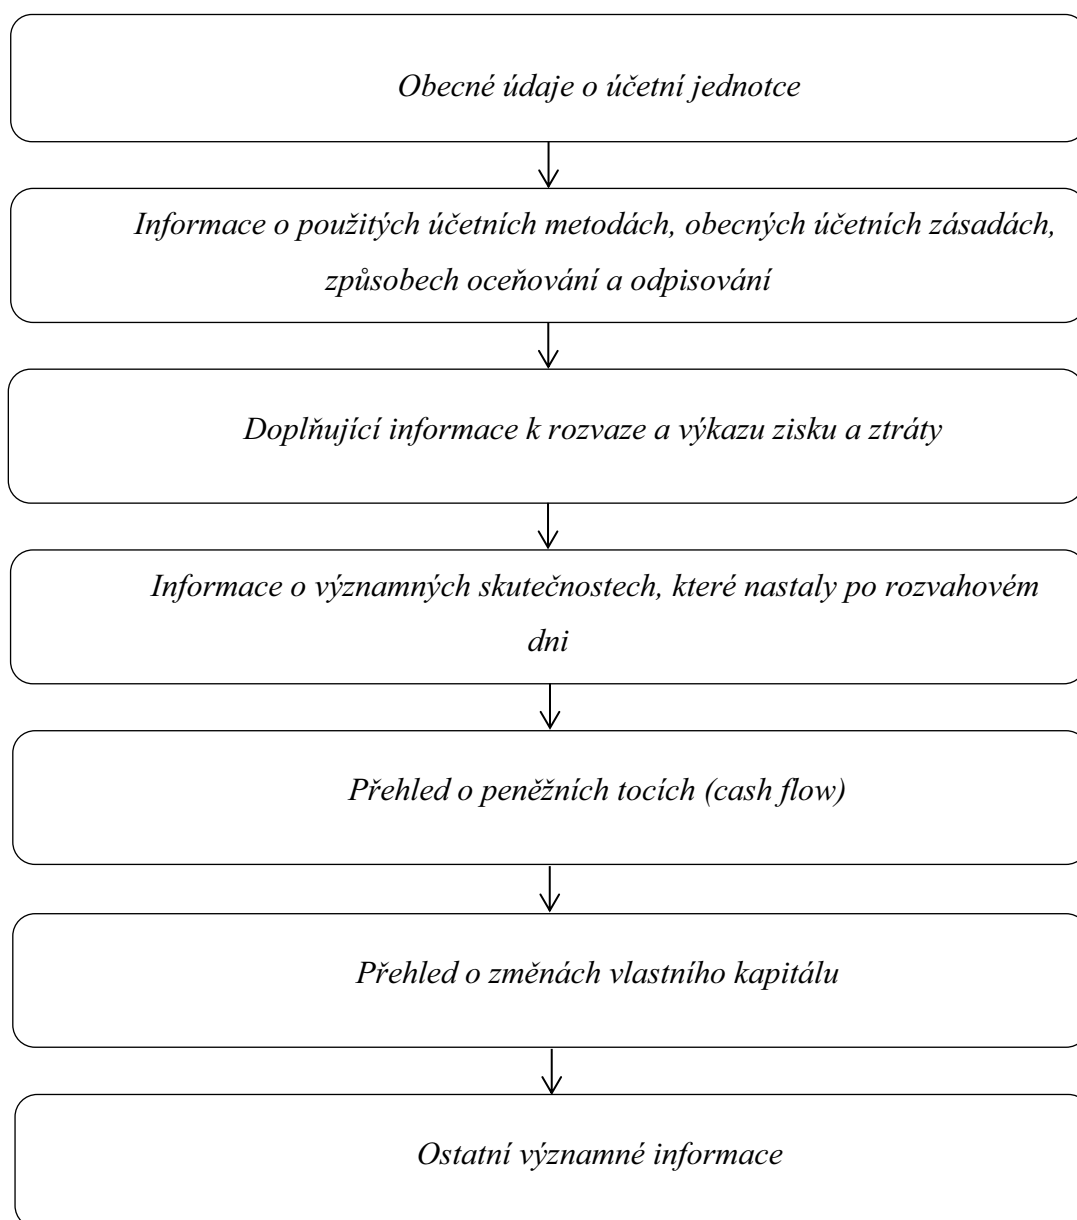 Obecné údaje o účetní jednotce
Informace o použitých účetních metodách, obecných účetních zásadách,
způsobech oceňování a odpisování
Doplňující informace k rozvaze a výkazu zisku a ztráty
Informace o významných skutečnostech, které nastaly po rozvahovém
dni
Přehled o peněžních tocích (cash flow)
Přehled o změnách vlastního kapitálu
Ostatní významné informace